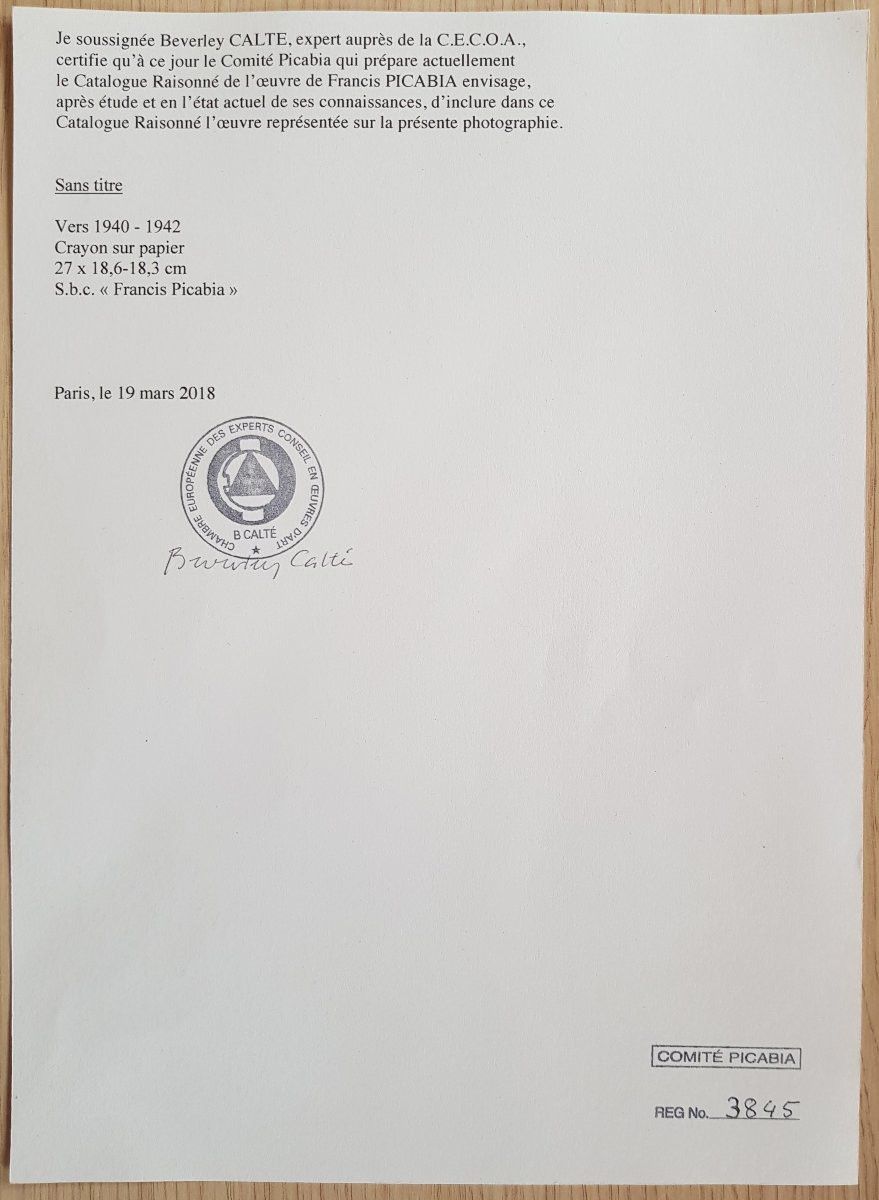 Je soussignée Beverley CALTE, expert auprès de la C.E.C.O.A.,
certifie qu'à ce jour le Comité Picabia qui prépare actuellement
le Catalogue Raisonné de l'œuvre de Francis PICABIA envisage,
après étude et en l'état actuel de ses connaissances, d'inclure dans ce
Catalogue Raisonné l'œuvre représentée sur la présente photographie.
Sans titre
Vers 1940 - 1942
Crayon sur papier
27 x 18,6-18,3 cm
S.b.c. « Francis Picabia »
Paris, le 19 mars 2018
CHAMBRE EUROPÉENNE DES EXPERTS CONSEIL EN ŒUVRES D'ART
B CALTÉ
Beverley Calté
COMITÉ PICABIA
REG No. 3845